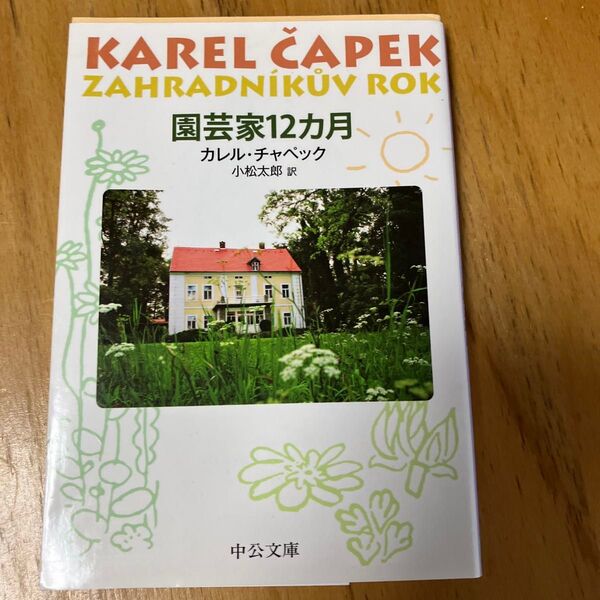 KAREL ČAPEK
ZAHRADNÍKŮV ROK
園芸家12カ月
カレル・チャペック
小松太郎 訳
中公文庫